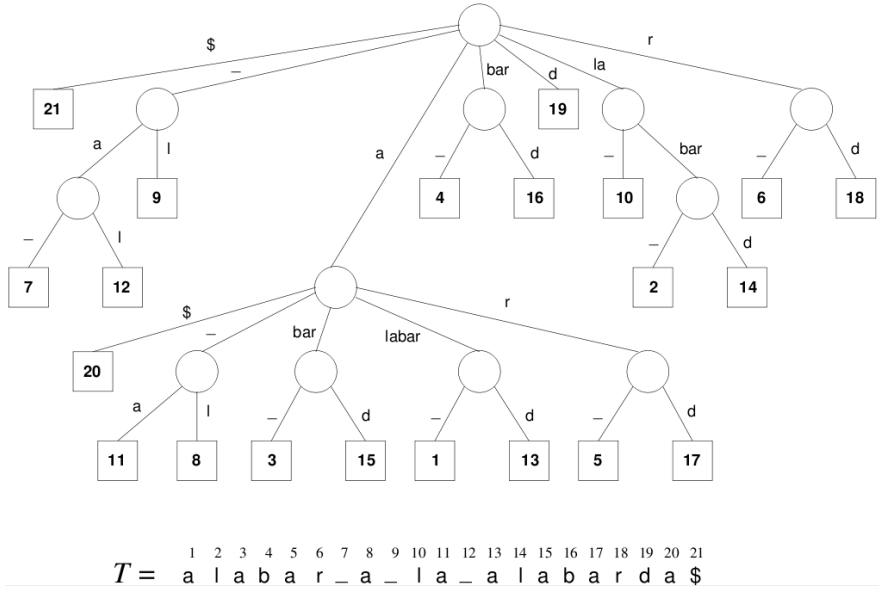 r
$ _ bar d la
21 19
a l a _ d _ bar _ d
9 4 16 10 6 18
_ l _ d
7 12 2 14
$ _ bar labar r
20
a l _ d _ d _ d
11 8 3 15 1 13 5 17
1 2 3 4 5 6 7 8 9 10 11 12 13 14 15 16 17 18 19 20 21
T = a l a b a r _ a _ l a _ a l a b a r d a $